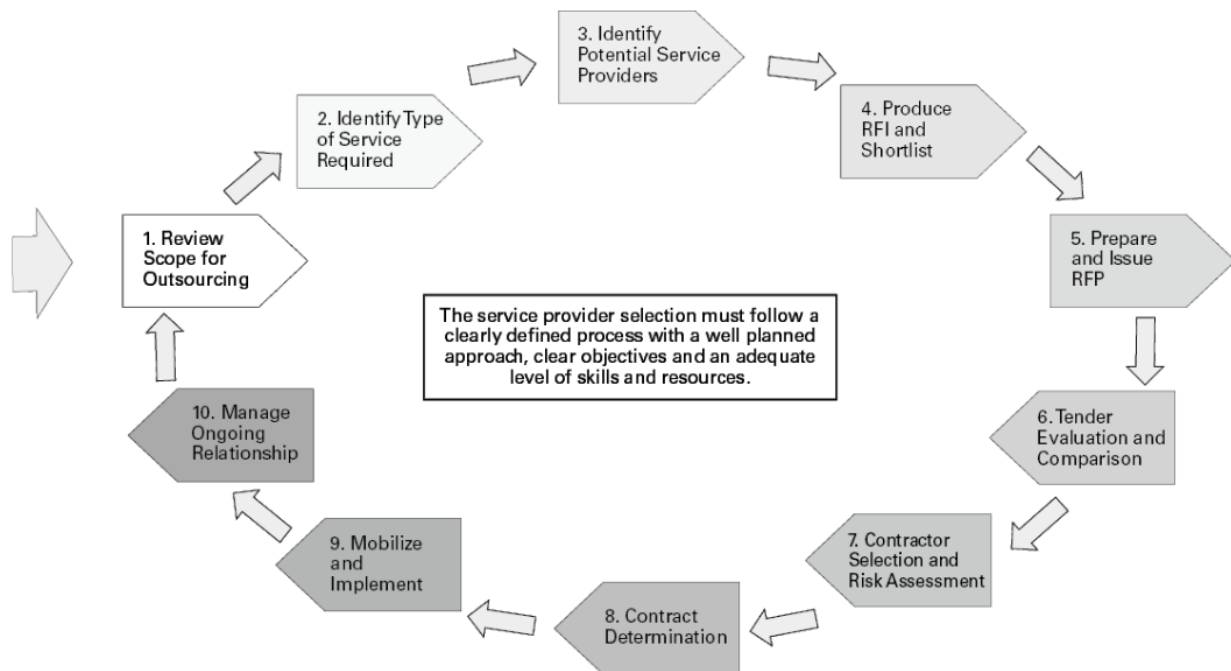 1. Review
Scope for
Outsourcing
2. Identify Type
of Service
Required
3. Identify
Potential Service
Providers
4. Produce
RFI and
Shortlist
5. Prepare
and Issue
RFP
6. Tender
Evaluation and
Comparison
7. Contractor
Selection and
Risk Assessment
8. Contract
Determination
9. Mobilize
and
Implement
10. Manage
Ongoing
Relationship
The service provider selection must follow a
clearly defined process with a well planned
approach, clear objectives and an adequate
level of skills and resources.